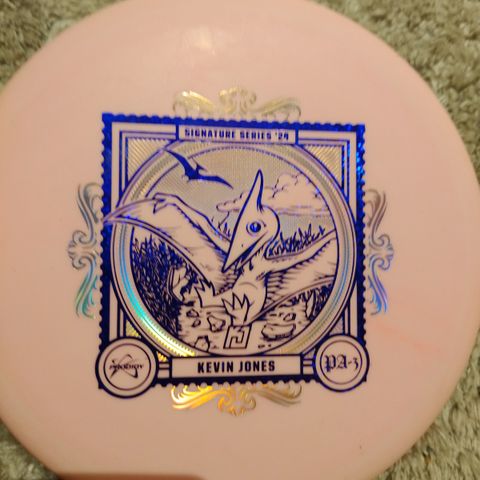 SIGNATURE SERIES '24
KEVIN JONES
PRODIGY
PA-3